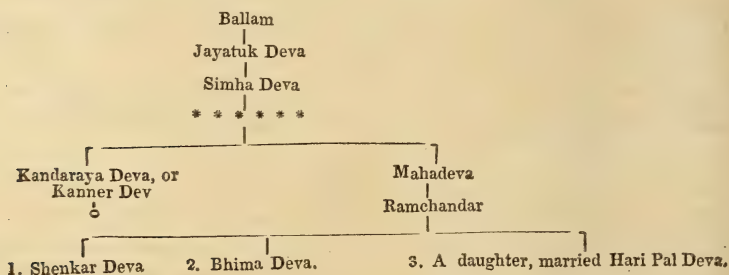 Ballam
Jayatuk Deva
Simha Deva
* * * * * *
Kandaraya Deva, or
Kanner Dev
Mahadeva
Ramchandar
1. Shenkar Deva 2. Bhima Deva. 3. A daughter, married Hari Pal Deva.